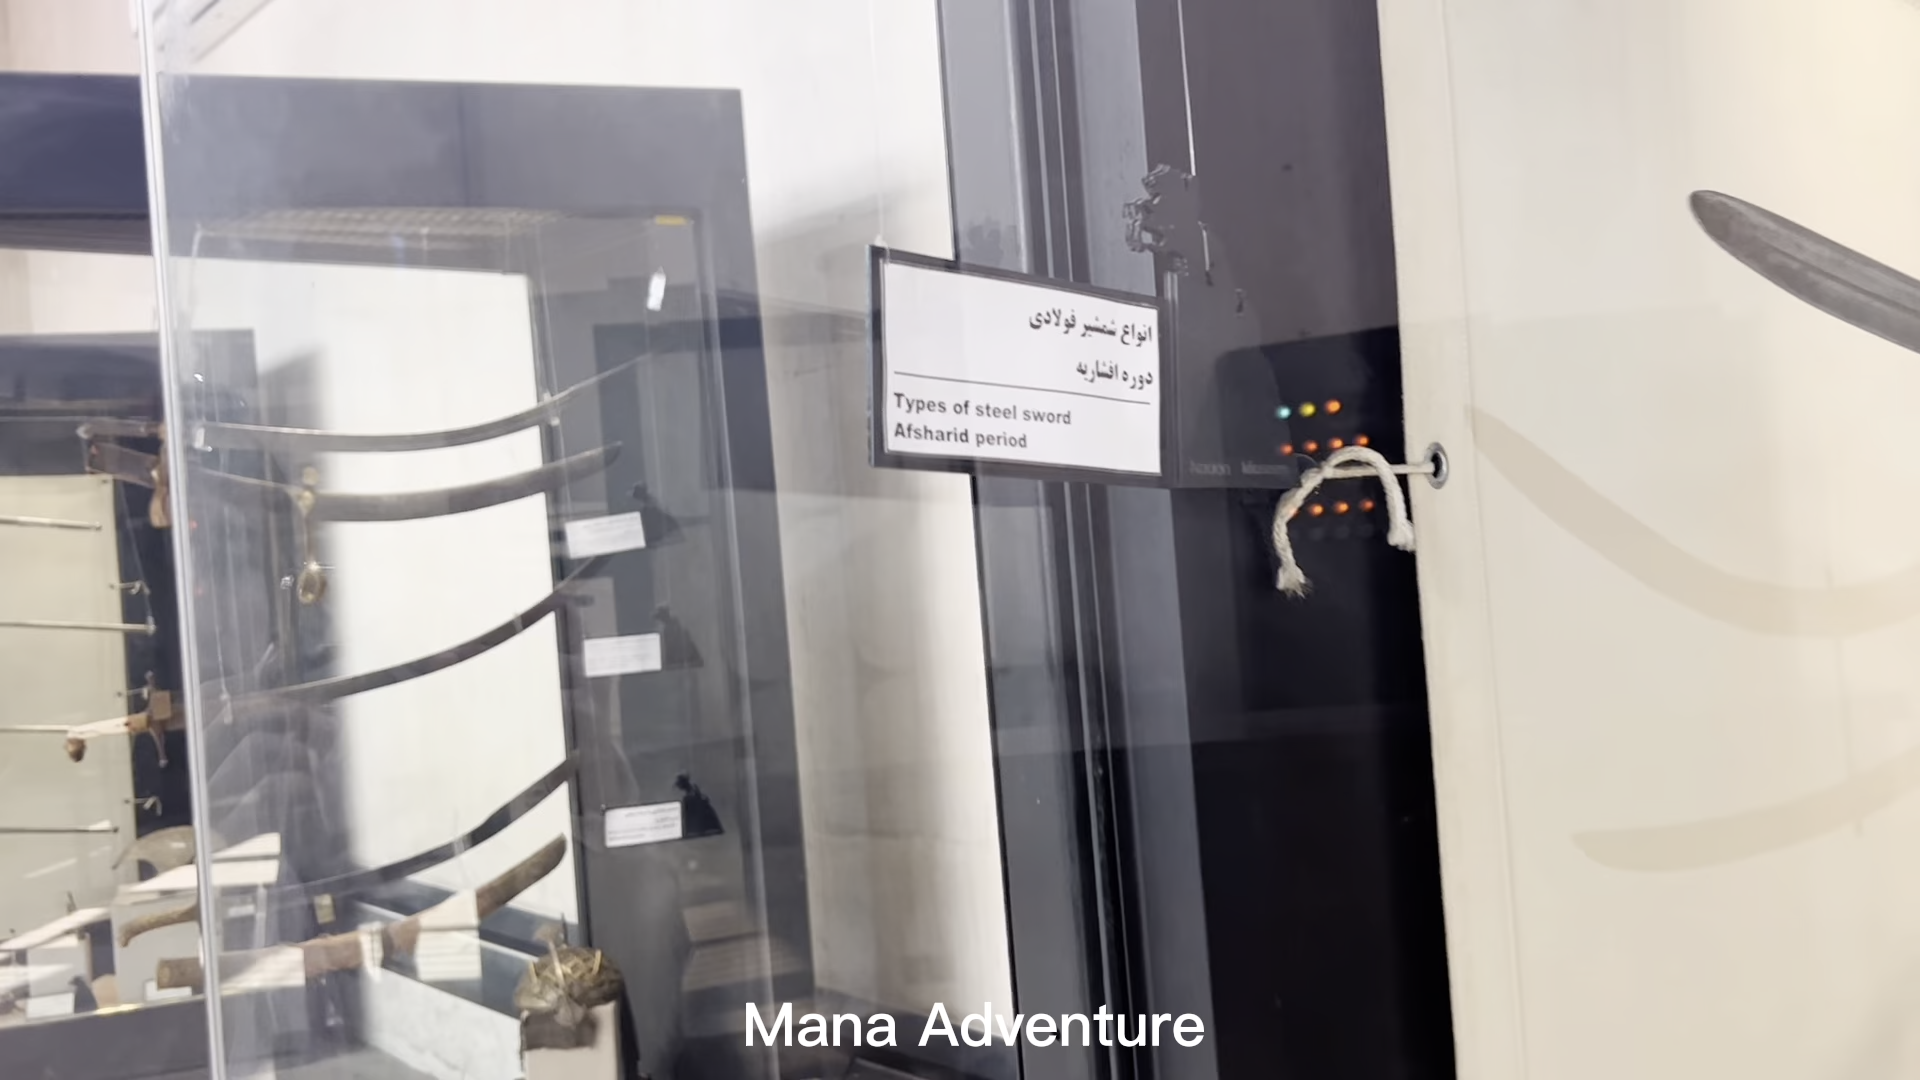 انواع شمشیر فولادی
دوره افشاریه
Types of steel sword
Afsharid period
Mana Adventure